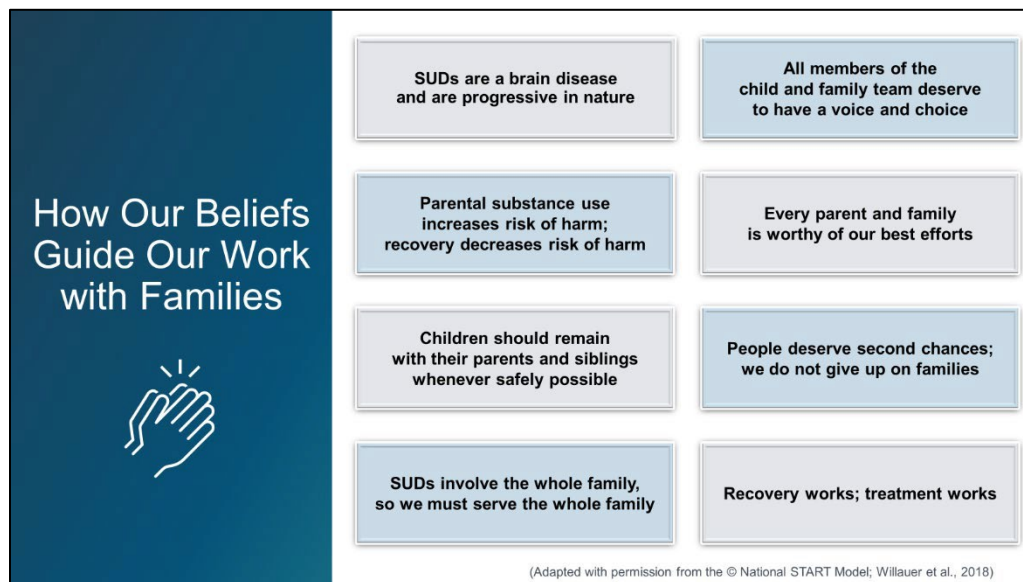 How Our Beliefs
Guide Our Work
with Families
SUDs are a brain disease
and are progressive in nature
All members of the
child and family team deserve
to have a voice and choice
Parental substance use
increases risk of harm;
recovery decreases risk of harm
Every parent and family
is worthy of our best efforts
Children should remain
with their parents and siblings
whenever safely possible
People deserve second chances;
we do not give up on families
SUDs involve the whole family,
so we must serve the whole family
Recovery works; treatment works
(Adapted with permission from the © National START Model; Willauer et al., 2018)